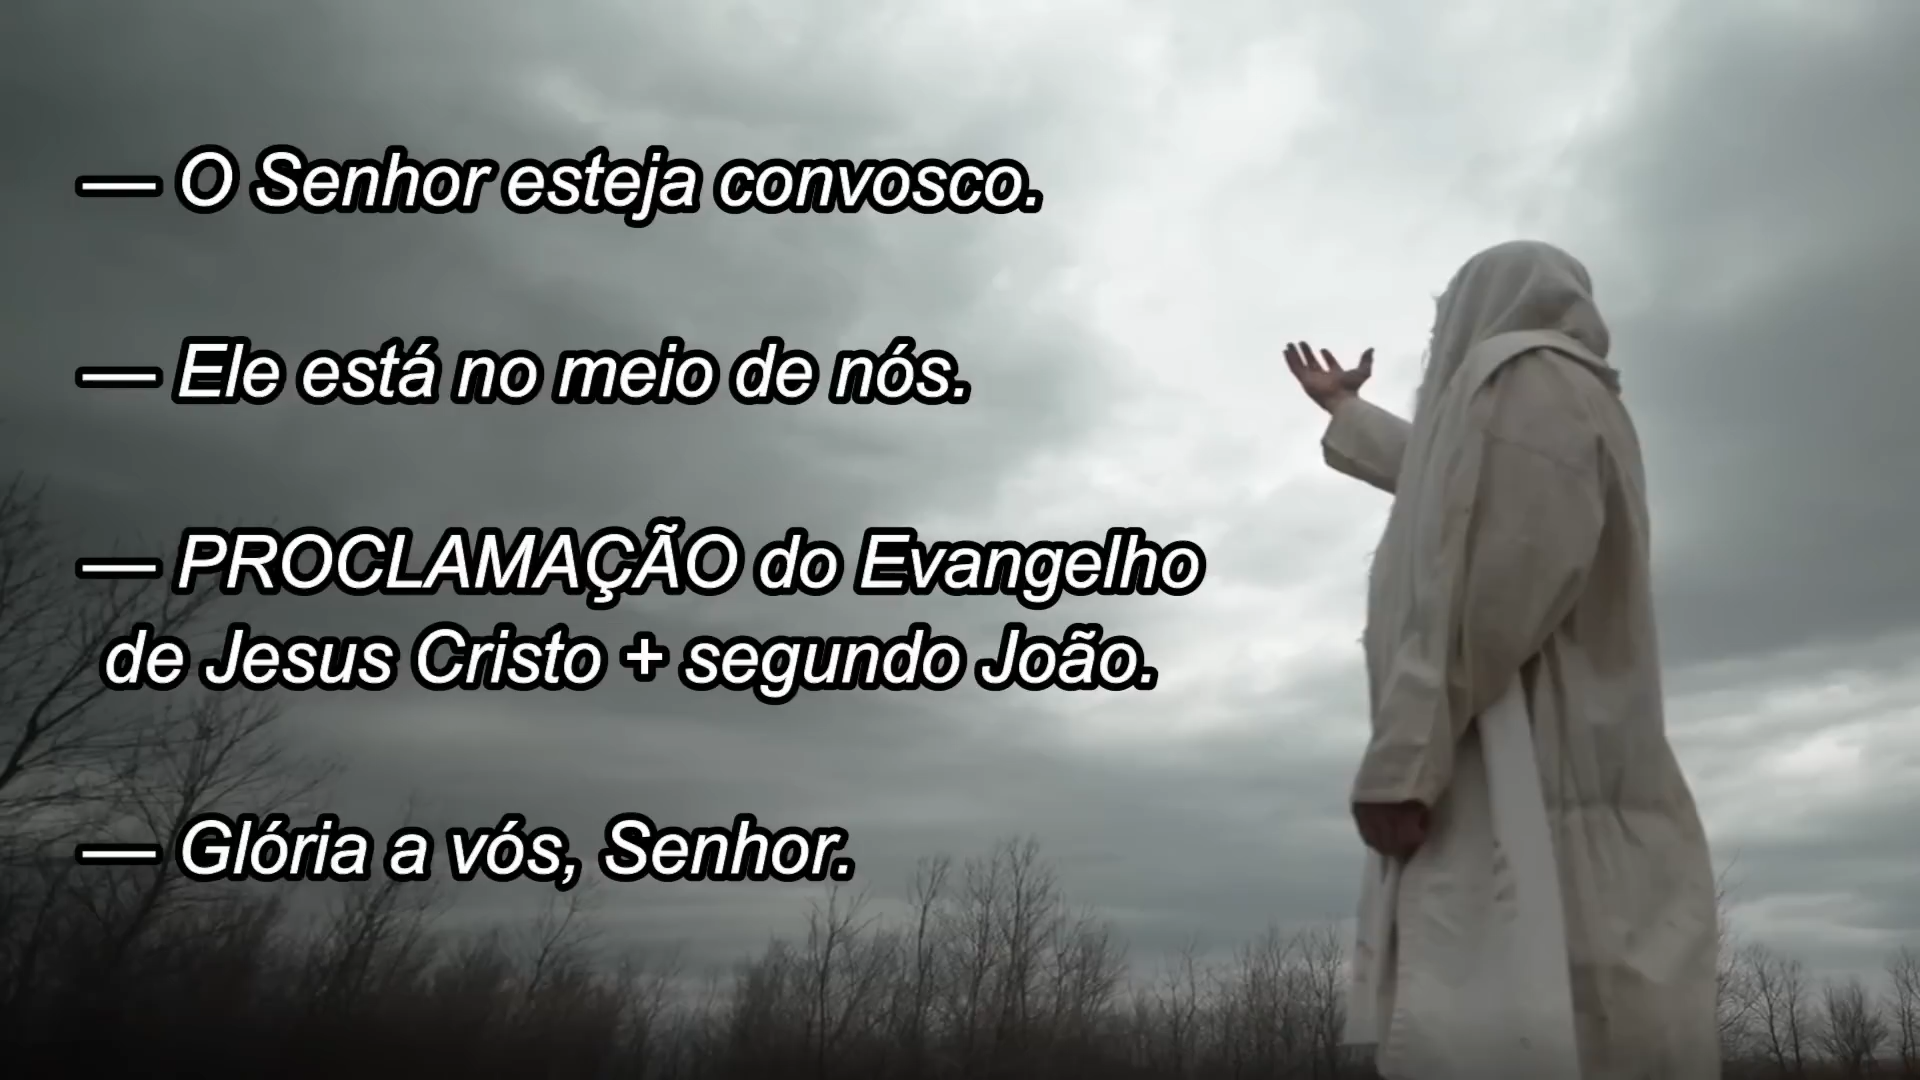 — O Senhor esteja convosco.
— Ele está no meio de nós.
— PROCLAMAÇÃO do Evangelho
de Jesus Cristo + segundo João.
— Glória a vós, Senhor.